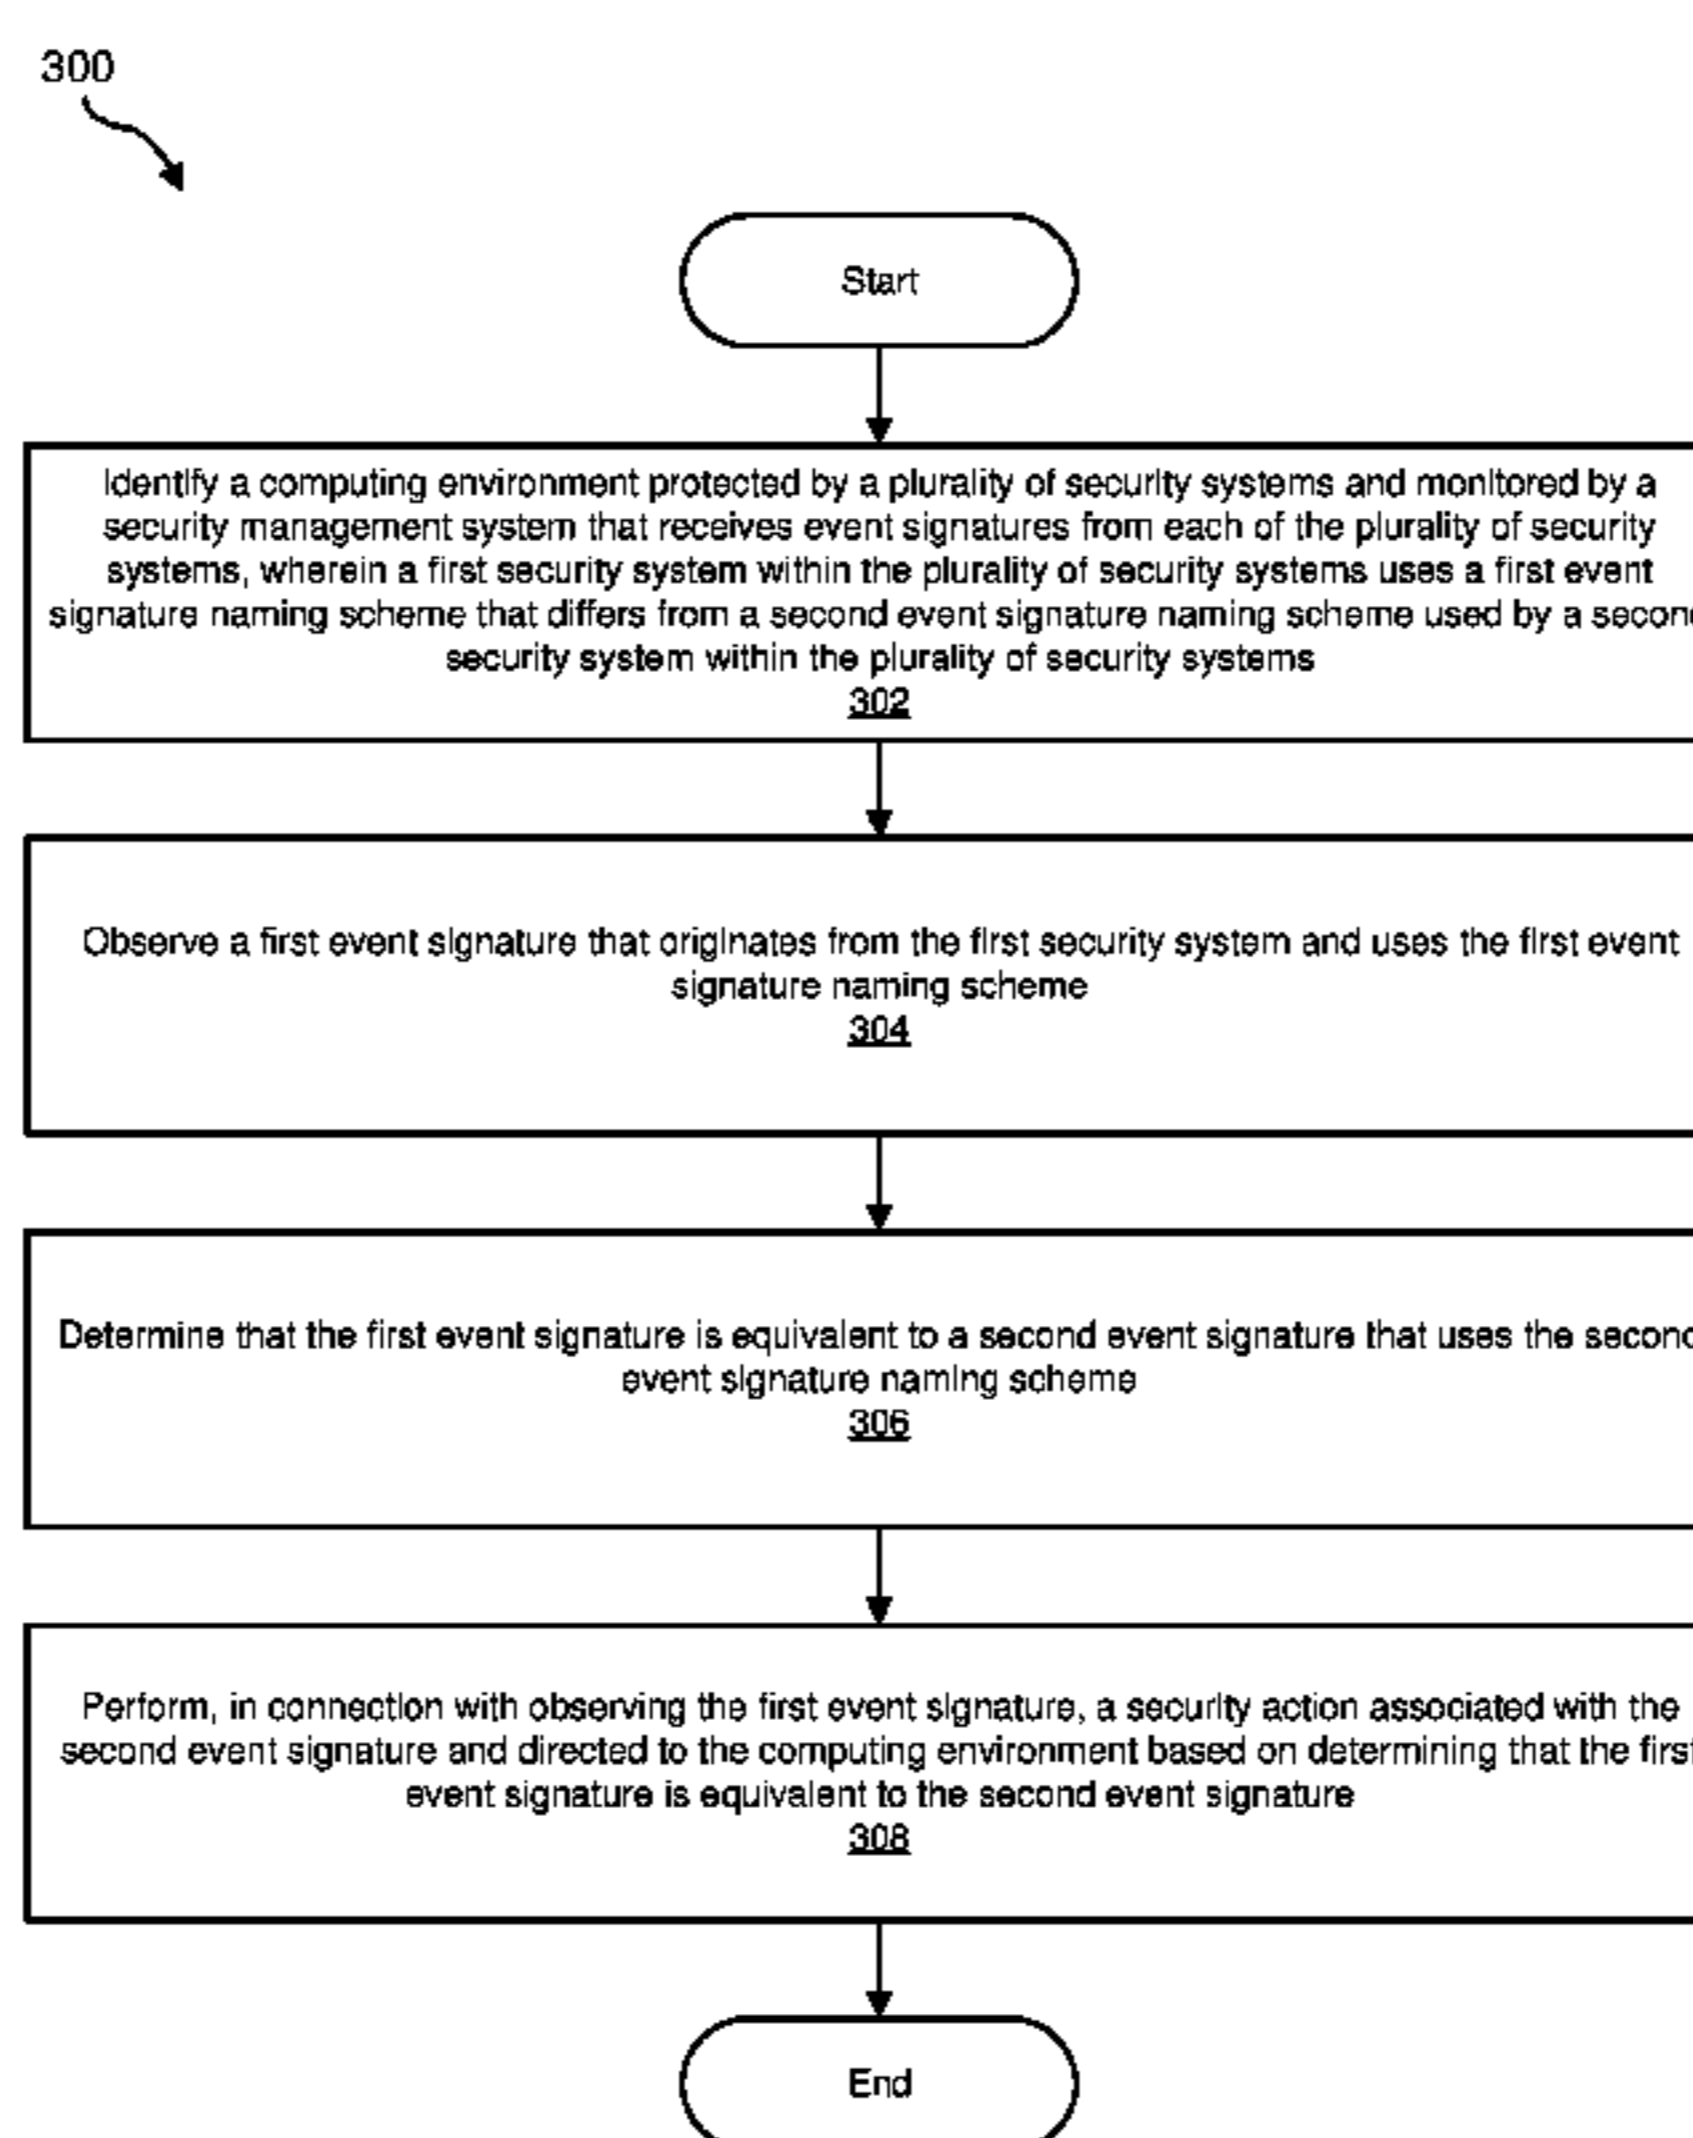 300
Start
Identify a computing environment protected by a plurality of security systems and monitored by a
security management system that receives event signatures from each of the plurality of security
systems, wherein a first security system within the plurality of security systems uses a first event
signature naming scheme that differs from a second event signature naming scheme used by a second
security system within the plurality of security systems
302
Observe a first event signature that originates from the first security system and uses the first event
signature naming scheme
304
Determine that the first event signature is equivalent to a second event signature that uses the second
event signature naming scheme
306
Perform, in connection with observing the first event signature, a security action associated with the
second event signature and directed to the computing environment based on determining that the first
event signature is equivalent to the second event signature
308
End